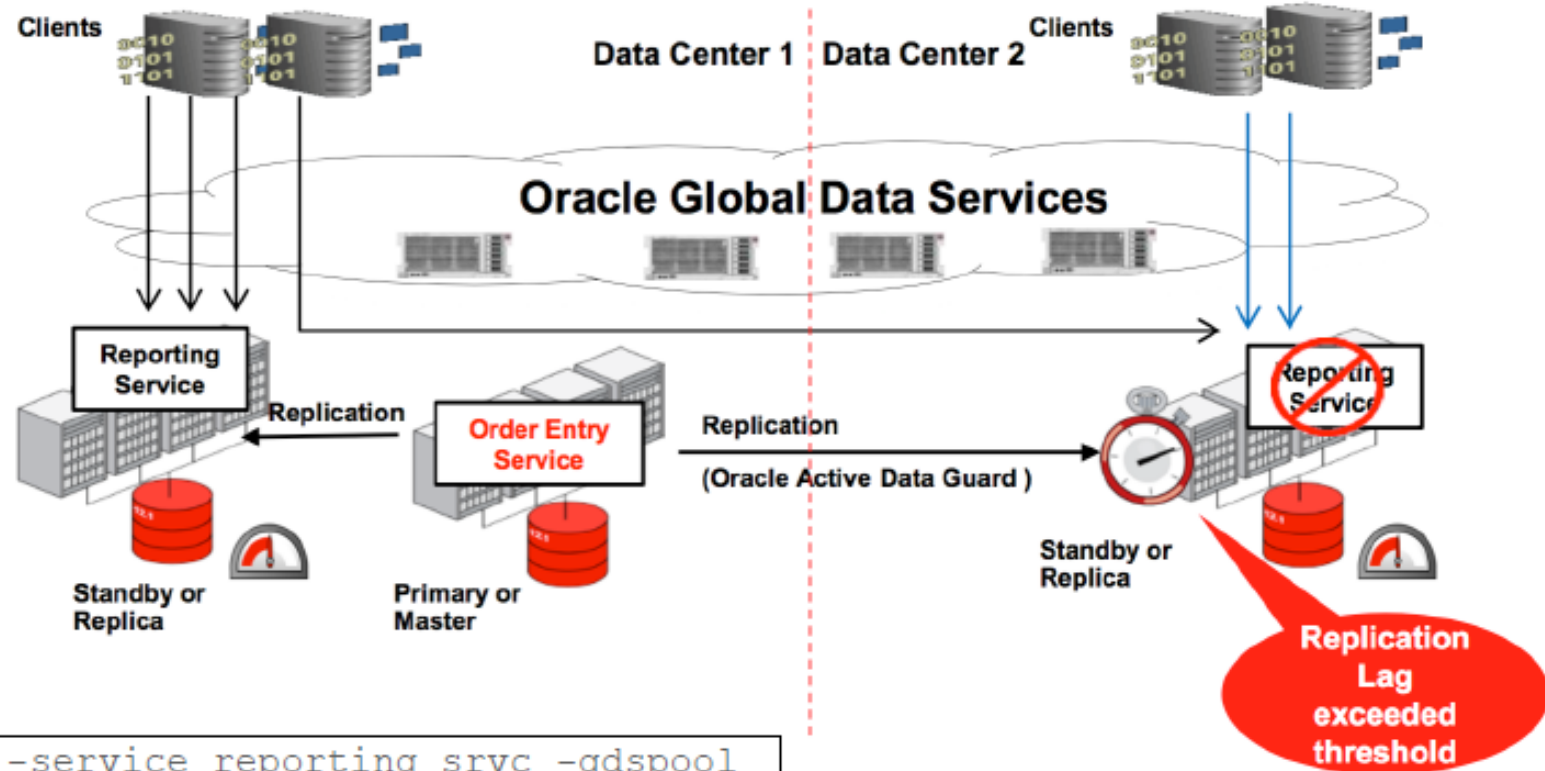 Clients
Data Center 1
Data Center 2
Clients
Oracle Global Data Services
Reporting
Service
Replication
Order Entry
Service
Replication
(Oracle Active Data Guard )
Reporting
Service
Standby or
Replica
Primary or
Master
Standby or
Replica
Replication
Lag
exceeded
threshold
-service reporting_srvc -gdspool